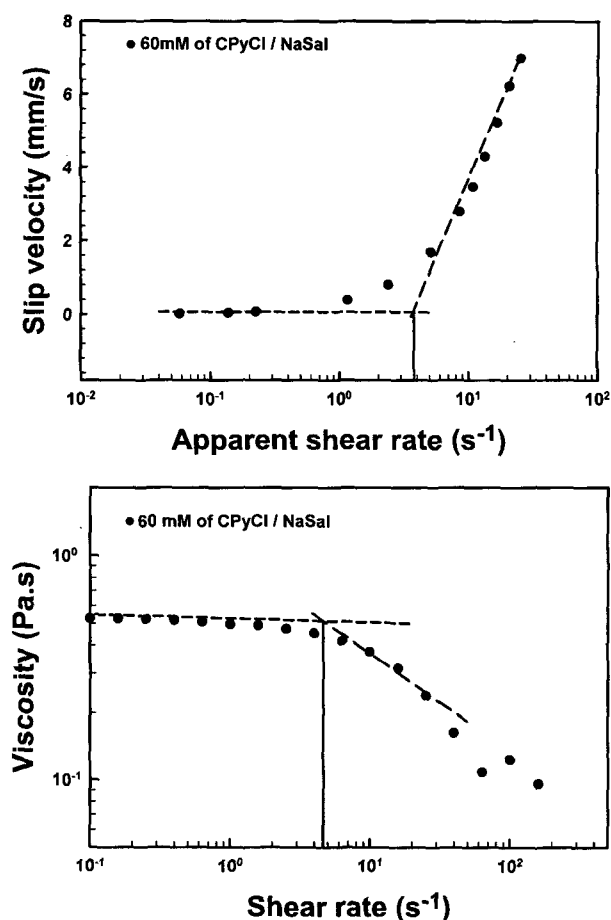 8
60mM of CPyCl / NaSal
6
4
2
0
Slip velocity (mm/s)
10-2
10-1
100
101
102
Apparent shear rate (s-1)
60 mM of CPyCl / NaSal
100
10-1
Viscosity (Pa.s)
10-1
100
101
102
Shear rate (s-1)